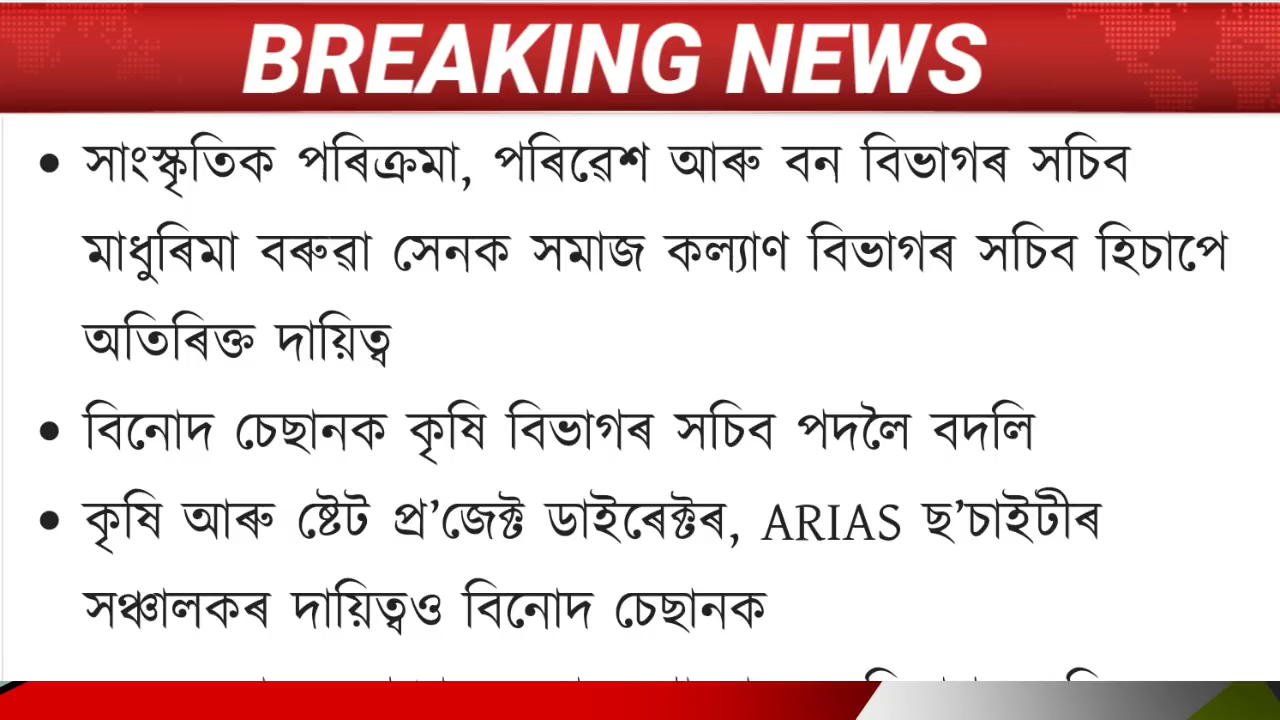 BREAKING NEWS
• সাংস্কৃতিক পৰিক্ৰমা, পৰিৱেশ আৰু বন বিভাগৰ সচিব
মাধুৰিমা বৰুৱা সেনক সমাজ কল্যাণ বিভাগৰ সচিব হিচাপে
অতিৰিক্ত দায়িত্ব
• বিনোদ চেছানক কৃষি বিভাগৰ সচিব পদলৈ বদলি
• কৃষি আৰু ষ্টেট প্ৰ’জেক্ট ডাইৰেক্টৰ, ARIAS ছ’চাইটীৰ
সঞ্চালকৰ দায়িত্বও বিনোদ চেছানক